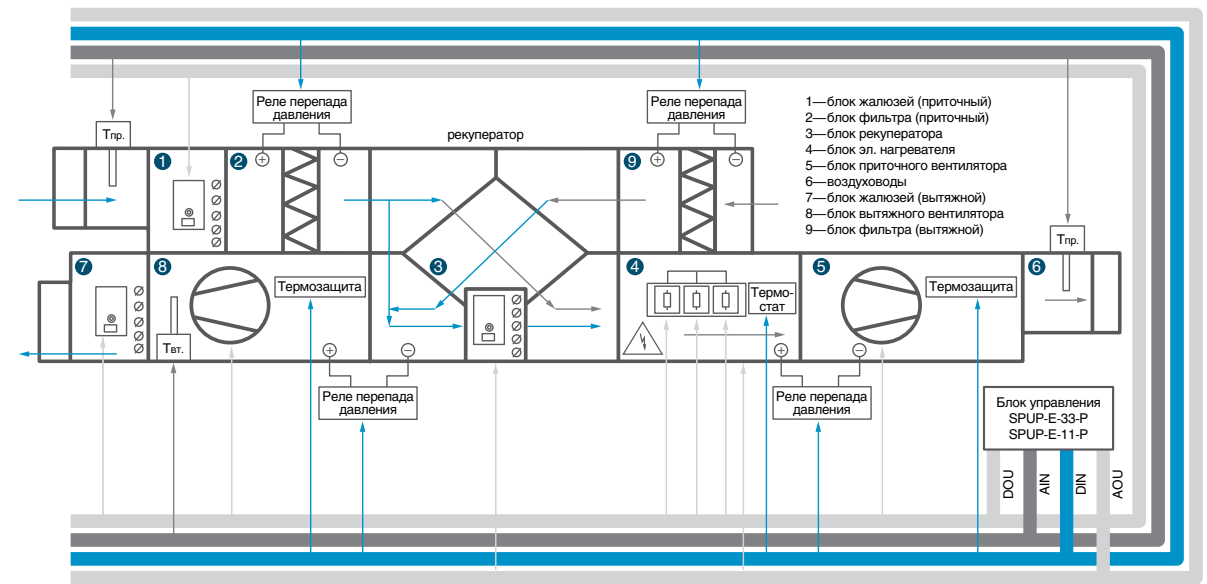 Реле перепада
давления
Реле перепада
давления
1—блок жалюзей (приточный)
2—блок фильтра (приточный)
3—блок рекуператора
4—блок эл. нагревателя
5—блок приточного вентилятора
6—воздуховоды
7—блок жалюзей (вытяжной)
8—блок вытяжного вентилятора
9—блок фильтра (вытяжной)
Тпр.
рекуператор
1
2
9
+
−
+
−
Тпр.
7
8
3
4
5
6
Термозащита
Термо-
стат
Термозащита
Твт.
+
−
+
−
Реле перепада
давления
Реле перепада
давления
Блок управления
SPUP-E-33-P
SPUP-E-11-P
DOU
AIN
DIN
AOU